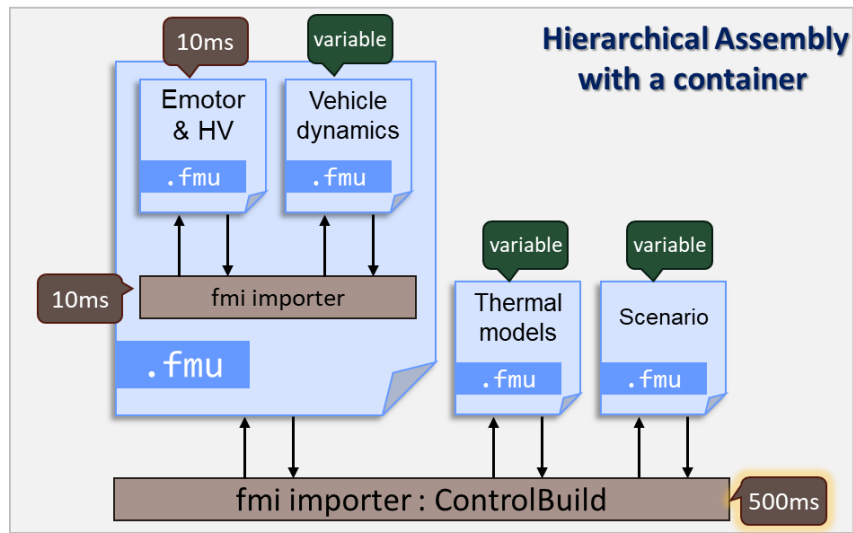 Hierarchical Assembly
with a container
10ms
variable
Emotor
& HV
.fmu
Vehicle
dynamics
.fmu
10ms
fmi importer
.fmu
variable
Thermal
models
.fmu
variable
Scenario
.fmu
fmi importer : ControlBuild
500ms